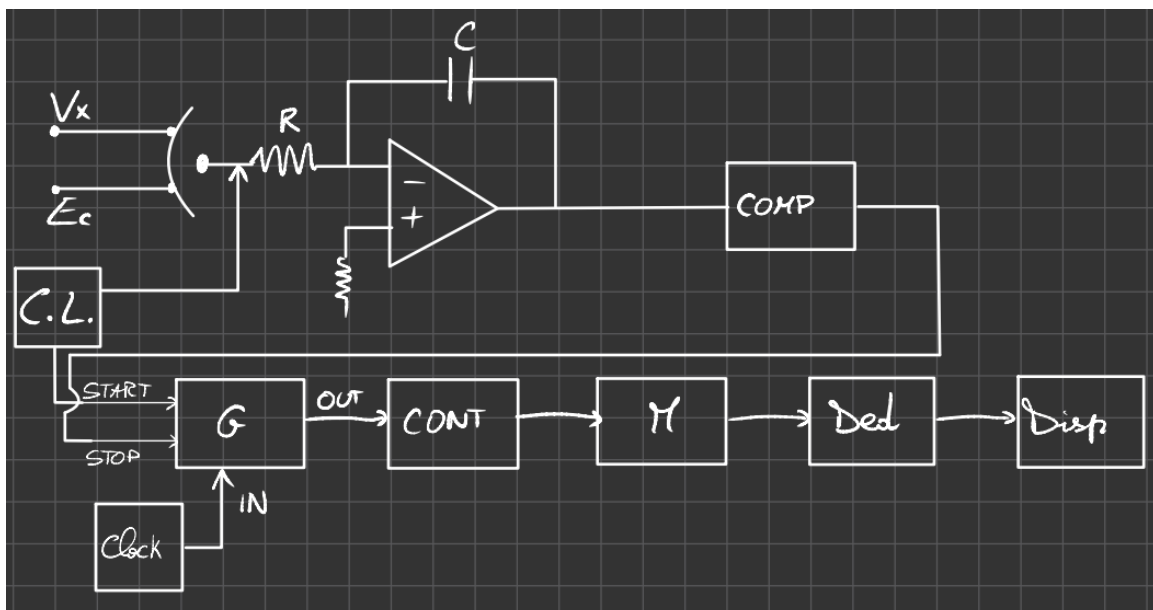 C
Vx
R
Ec
−
+
COMP
C.L.
START
STOP
G
OUT
CONT
M
Ded
Disp
IN
Clock